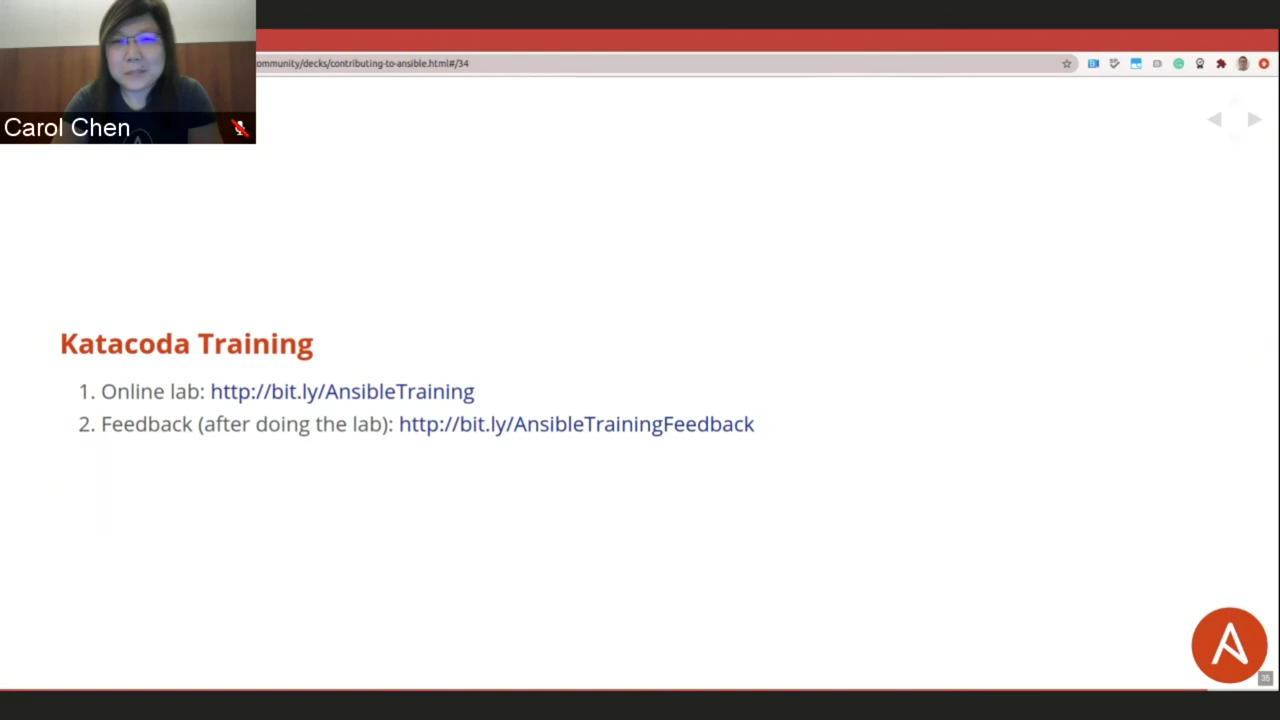 Carol Chen
ommunity/decks/contributing-to-ansible.html#/34
Katacoda Training
1. Online lab: http://bit.ly/AnsibleTraining
2. Feedback (after doing the lab): http://bit.ly/AnsibleTrainingFeedback
35